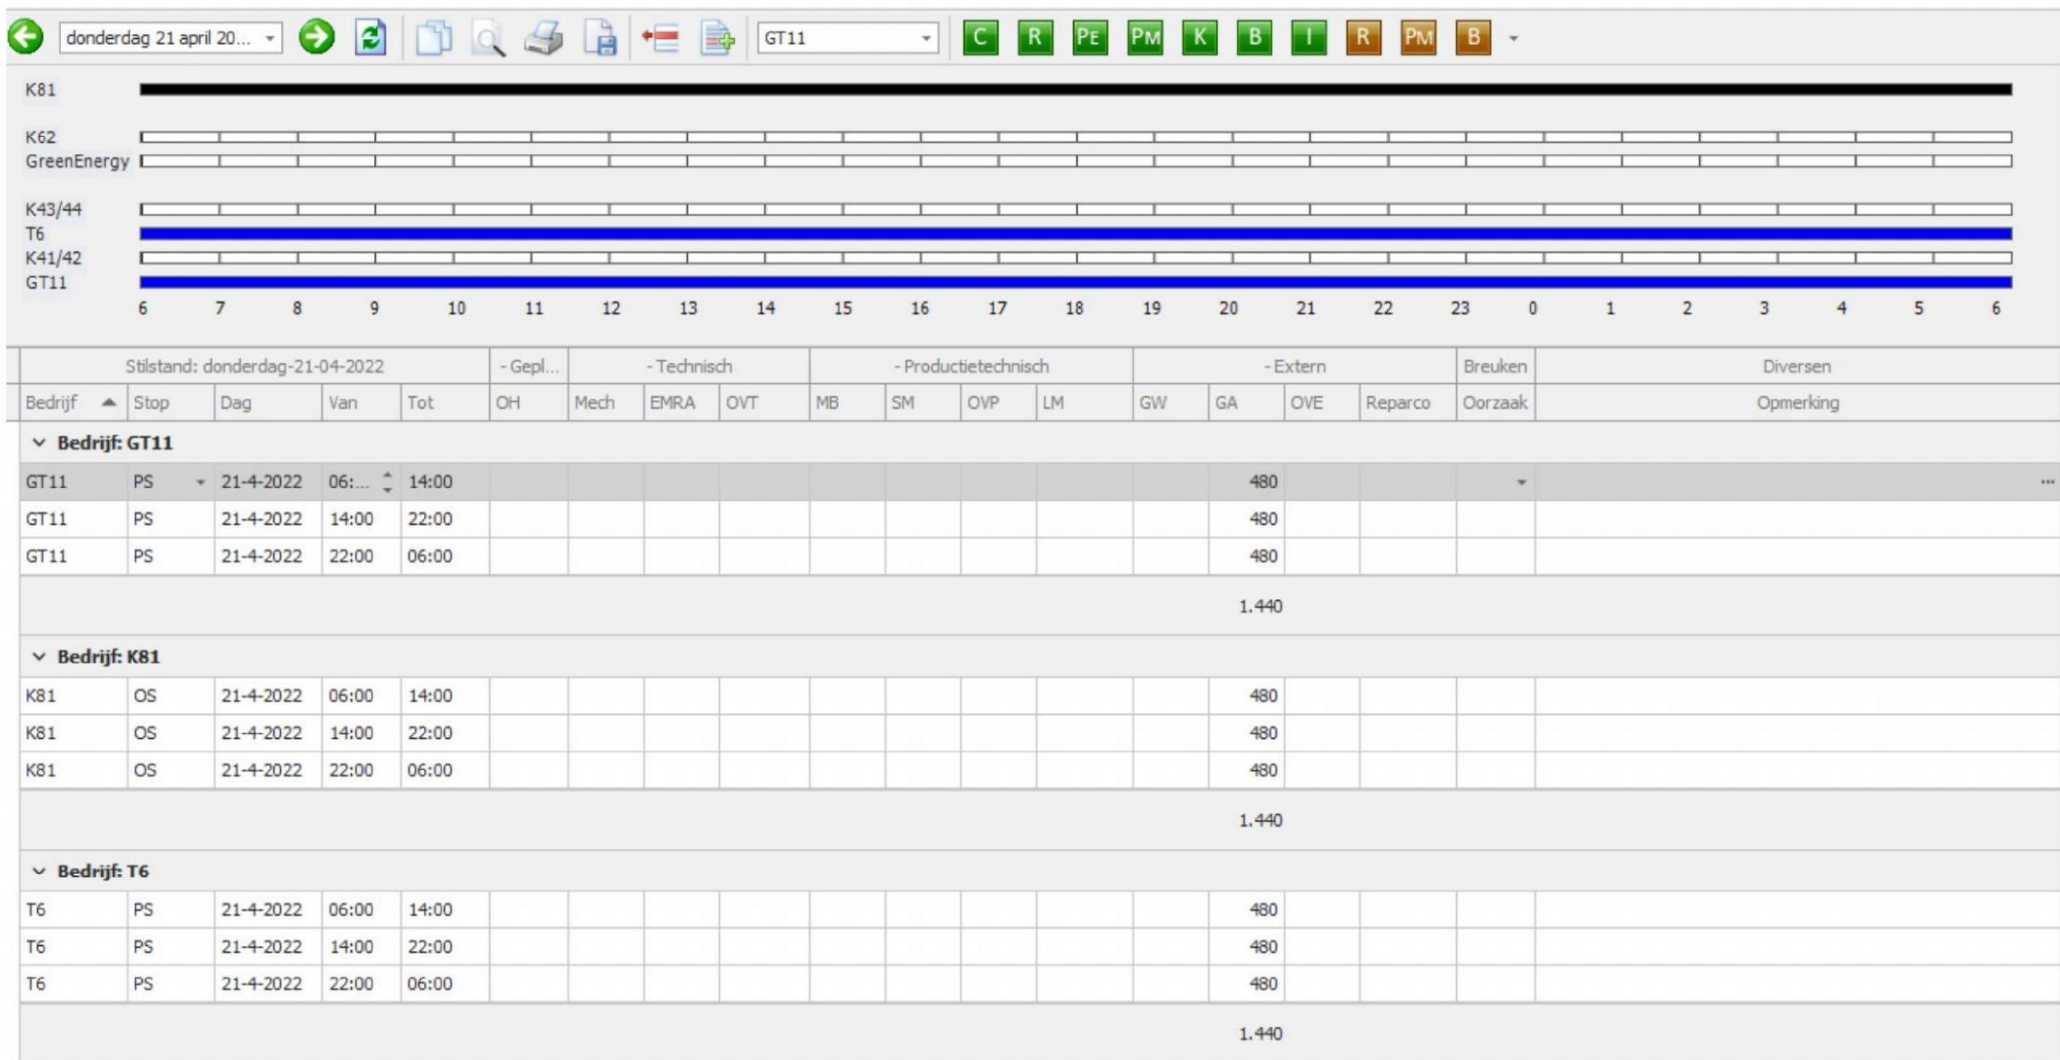 donderdag 21 april 20... GT11 C R PE PM K B I R PM B
K81
K62
GreenEnergy
K43/44
T6
K41/42
GT11
6 7 8 9 10 11 12 13 14 15 16 17 18 19 20 21 22 23 0 1 2 3 4 5 6
Stilstand: donderdag-21-04-2022 - Gepl... - Technisch - Productietechnisch - Extern Breuken Diversen
Bedrijf Stop Dag Van Tot OH Mech EMRA OVT MB SM OVP LM GW GA OVE Reparco Oorzaak Opmerking
Bedrijf: GT11
GT11 PS 21-4-2022 06:... 14:00 480 ...
GT11 PS 21-4-2022 14:00 22:00 480
GT11 PS 21-4-2022 22:00 06:00 480
1.440
Bedrijf: K81
K81 OS 21-4-2022 06:00 14:00 480
K81 OS 21-4-2022 14:00 22:00 480
K81 OS 21-4-2022 22:00 06:00 480
1.440
Bedrijf: T6
T6 PS 21-4-2022 06:00 14:00 480
T6 PS 21-4-2022 14:00 22:00 480
T6 PS 21-4-2022 22:00 06:00 480
1.440